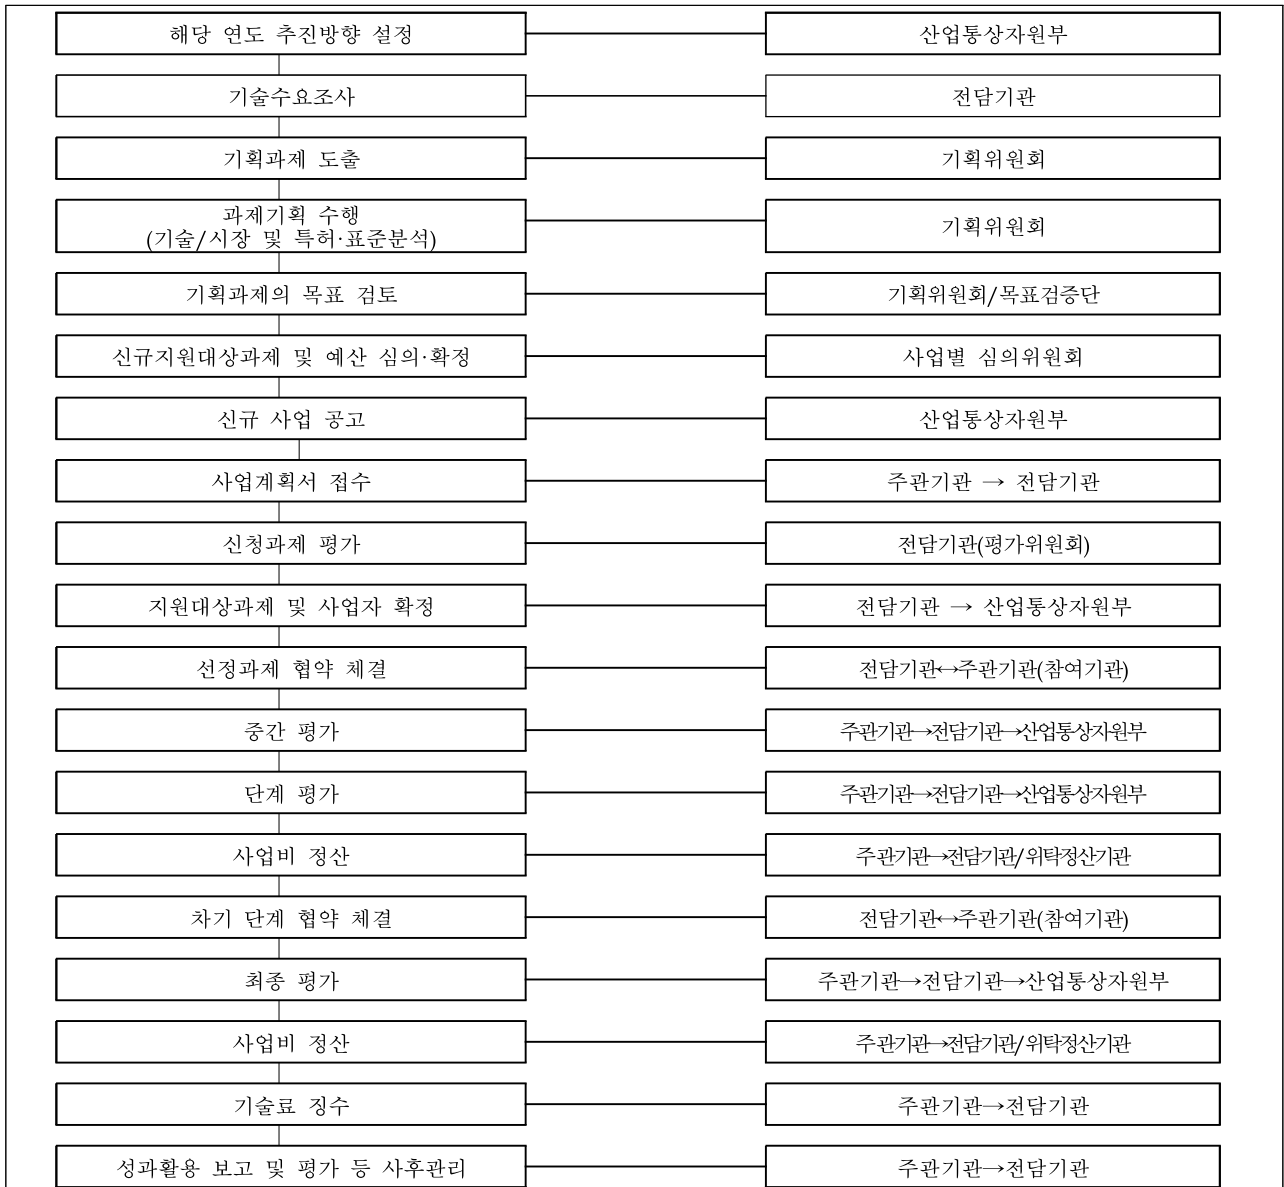 해당 연도 추진방향 설정
산업통상자원부
기술수요조사
전담기관
기획과제 도출
기획위원회
과제기획 수행
(기술/시장 및 특허·표준분석)
기획위원회
기획과제의 목표 검토
기획위원회/목표검증단
신규지원대상과제 및 예산 심의·확정
사업별 심의위원회
신규 사업 공고
산업통상자원부
사업계획서 접수
주관기관 → 전담기관
신청과제 평가
전담기관(평가위원회)
지원대상과제 및 사업자 확정
전담기관 → 산업통상자원부
선정과제 협약 체결
전담기관↔주관기관(참여기관)
중간 평가
주관기관→전담기관→산업통상자원부
단계 평가
주관기관→전담기관→산업통상자원부
사업비 정산
주관기관→전담기관/위탁정산기관
차기 단계 협약 체결
전담기관↔주관기관(참여기관)
최종 평가
주관기관→전담기관→산업통상자원부
사업비 정산
주관기관→전담기관/위탁정산기관
기술료 징수
주관기관→전담기관
성과활용 보고 및 평가 등 사후관리
주관기관→전담기관